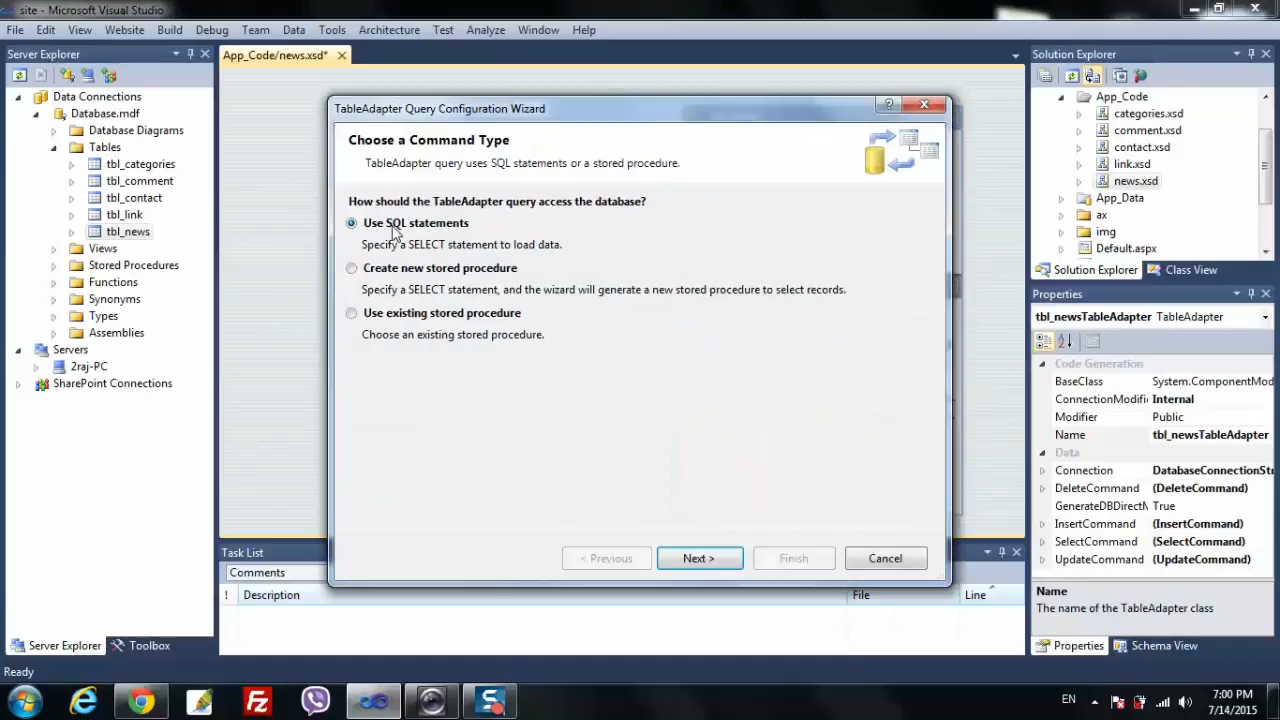 site - Microsoft Visual Studio
File Edit View Website Build Debug Team Data Tools Architecture Test Analyze Window Help
Server Explorer
Data Connections
Database.mdf
Database Diagrams
Tables
tbl_categories
tbl_comment
tbl_contact
tbl_link
tbl_news
Views
Stored Procedures
Functions
Synonyms
Types
Assemblies
Servers
2raj-PC
SharePoint Connections
Server Explorer Toolbox
App_Code/news.xsd*
TableAdapter Query Configuration Wizard
Choose a Command Type
TableAdapter query uses SQL statements or a stored procedure.
How should the TableAdapter query access the database?
Use SQL statements
Specify a SELECT statement to load data.
Create new stored procedure
Specify a SELECT statement, and the wizard will generate a new stored procedure to select records.
Use existing stored procedure
Choose an existing stored procedure.
< Previous Next > Finish Cancel
Task List
Comments
! Description File Line
Solution Explorer
App_Code
categories.xsd
comment.xsd
contact.xsd
link.xsd
news.xsd
App_Data
ax
img
Default.aspx
Solution Explorer Class View
Properties
tbl_newsTableAdapter TableAdapter
Code Generation
BaseClass System.ComponentMod
ConnectionModifi Internal
Modifier Public
Name tbl_newsTableAdapter
Data
Connection DatabaseConnectionStr
DeleteCommand (DeleteCommand)
GenerateDBDirectM True
InsertCommand (InsertCommand)
SelectCommand (SelectCommand)
UpdateCommand (UpdateCommand)
Name
The name of the TableAdapter class
Properties Schema View
Ready
EN
7:00 PM
7/14/2015